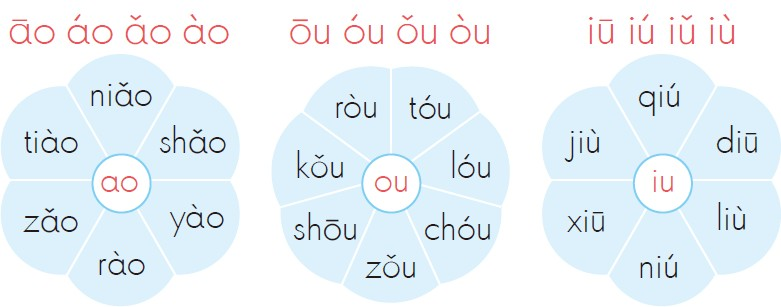 āo áo ǎo ào
ōu óu ǒu òu
iū iú iǔ iù
niǎo
shǎo
yào
rào
zǎo
tiào
ao
ròu
tóu
lóu
chóu
zǒu
shōu
kǒu
ou
qiú
diū
liù
niú
xiū
jiù
iu